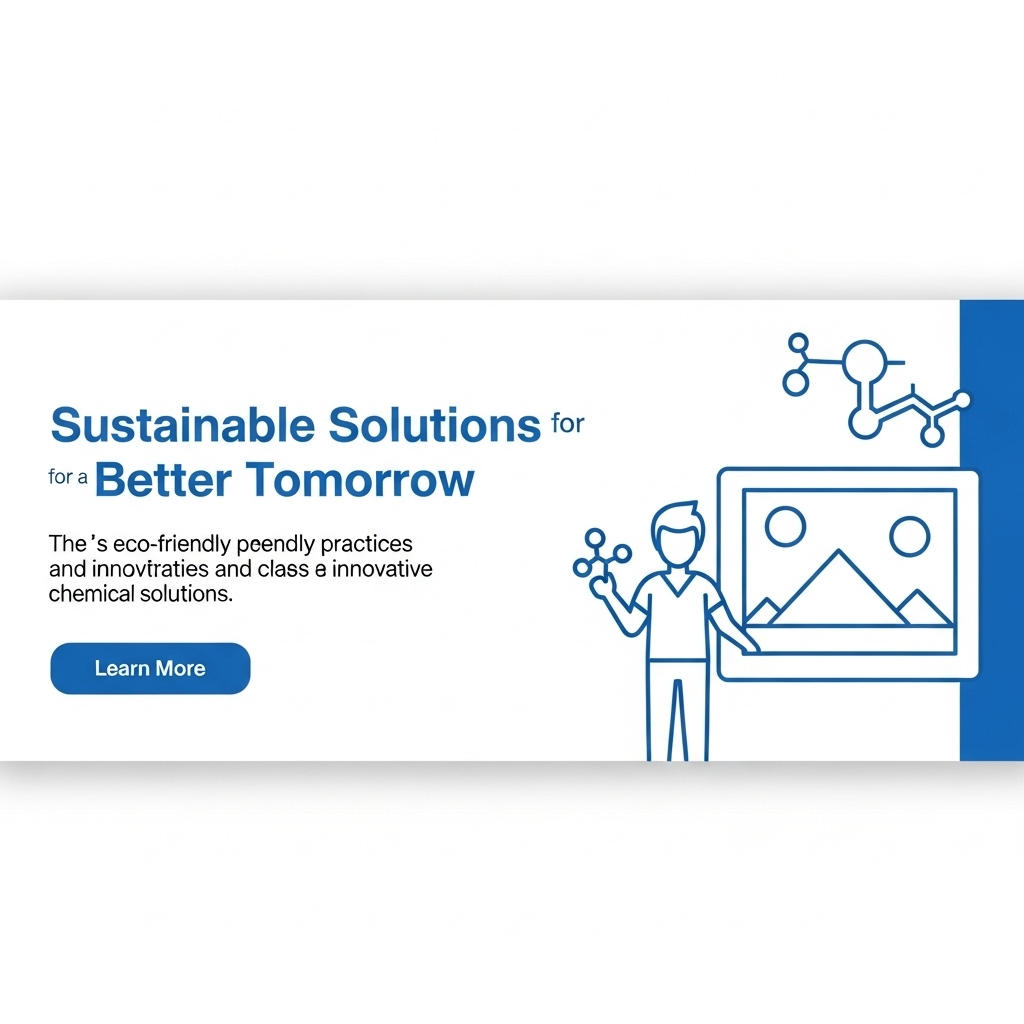 Sustainable Solutions for
for a Better Tomorrow
The 's eco-friendly peendly practices
and innovtraties and class e innovative
chemical solutions.
Learn More